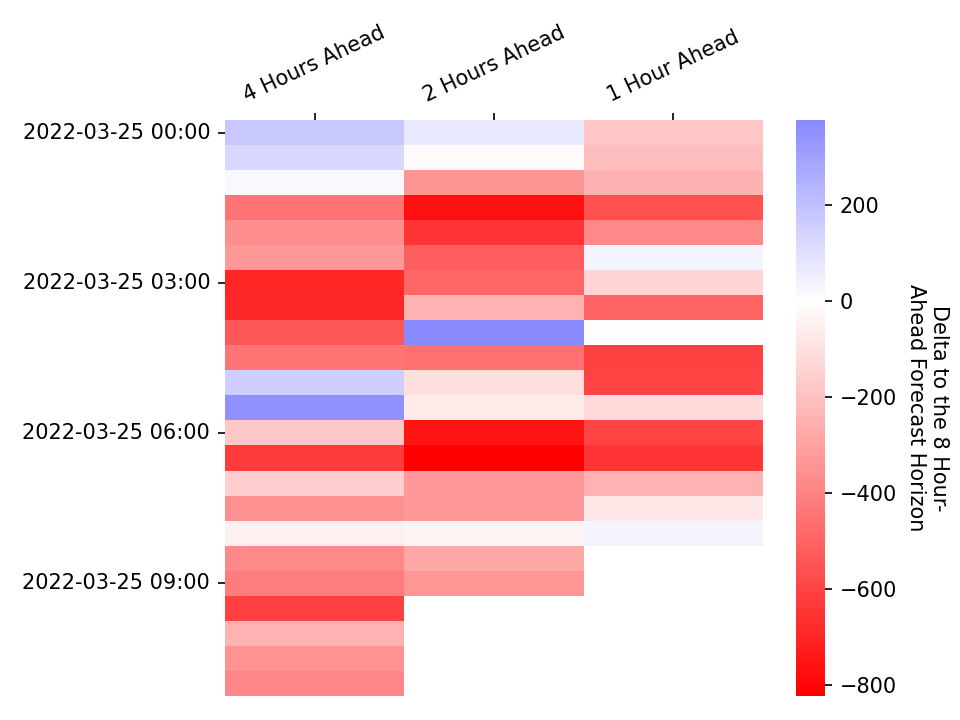 4 Hours Ahead
2 Hours Ahead
1 Hour Ahead
2022-03-25 00:00
2022-03-25 03:00
2022-03-25 06:00
2022-03-25 09:00
200
0
−200
−400
−600
−800
Delta to the 8 Hour-
Ahead Forecast Horizon